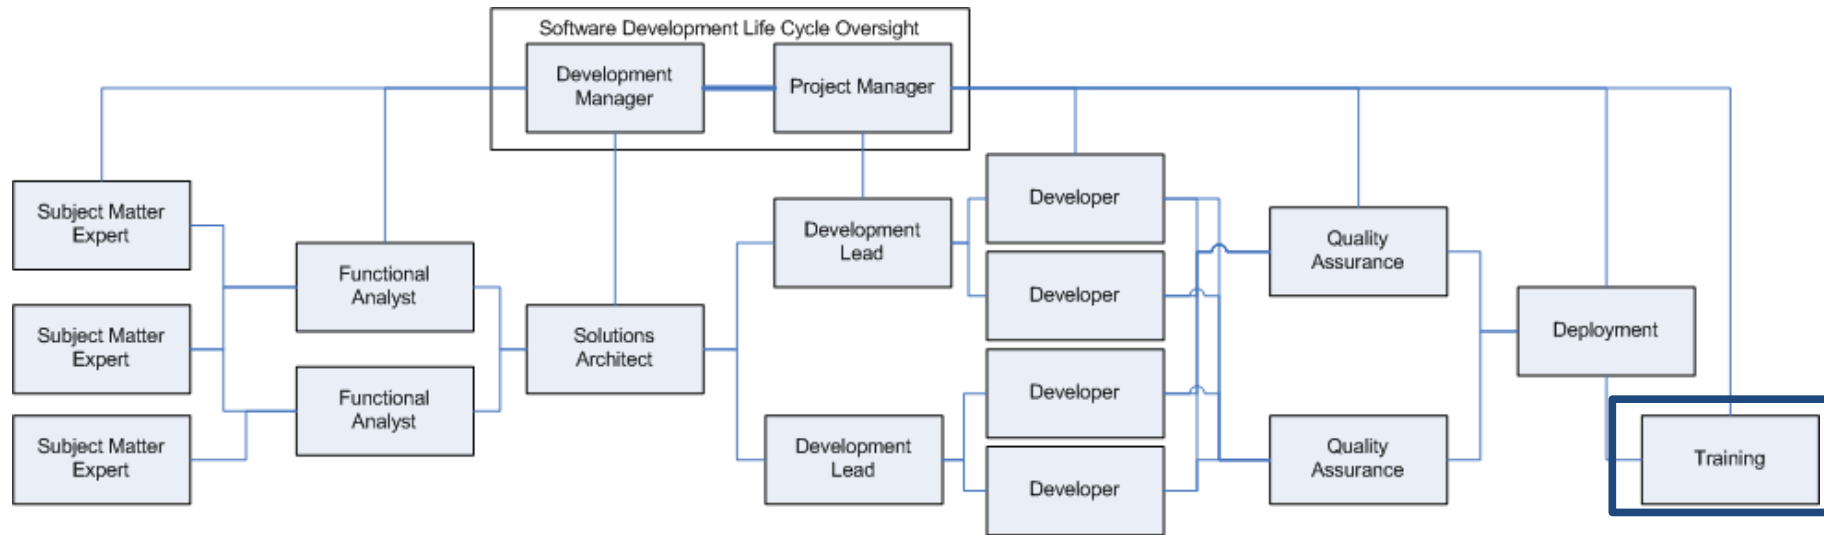 Software Development Life Cycle Oversight
Development
Manager
Project Manager
Subject Matter
Expert
Subject Matter
Expert
Subject Matter
Expert
Functional
Analyst
Functional
Analyst
Solutions
Architect
Development
Lead
Development
Lead
Developer
Developer
Developer
Developer
Quality
Assurance
Quality
Assurance
Deployment
Training